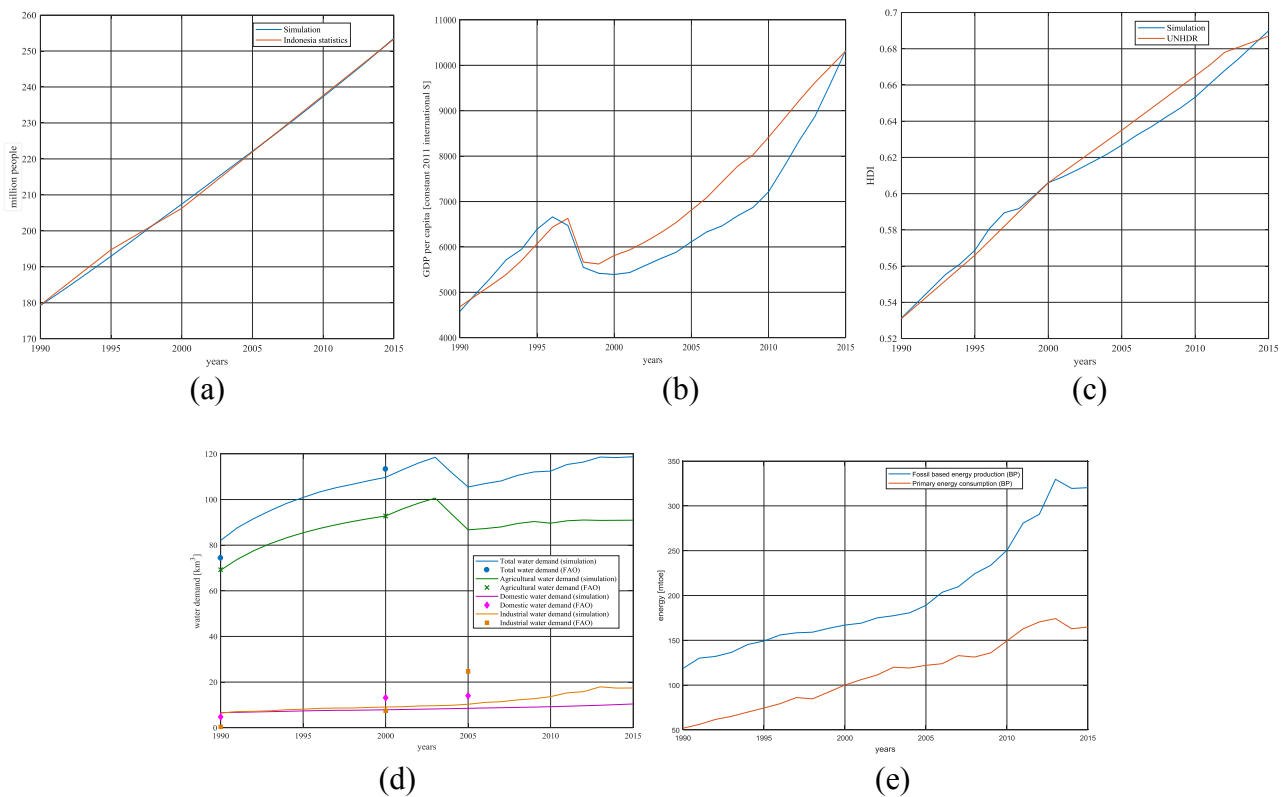 260
250
240
230
220
210
200
190
180
170
million people
Simulation
Indonesia statistics
1990 1995 2000 2005 2010 2015
years
(a)
11000
10000
9000
8000
7000
6000
5000
4000
GDP per capita [constant 2011 international $]
Simulation
Indonesia statistics
1990 1995 2000 2005 2010 2015
years
(b)
0.7
0.68
0.66
0.64
0.62
0.6
0.58
0.56
0.54
0.52
HDI
Simulation
UNHDR
1990 1995 2000 2005 2010 2015
years
(c)
120
100
80
60
40
20
0
water demand [km³]
Total water demand (simulation)
Total water demand (FAO)
Agricultural water demand (simulation)
Agricultural water demand (FAO)
Domestic water demand (simulation)
Domestic water demand (FAO)
Industrial water demand (simulation)
Industrial water demand (FAO)
1990 1995 2000 2005 2010 2015
years
(d)
350
300
250
200
150
100
50
energy [mtoe]
Fossil based energy production (BP)
Primary energy consumption (BP)
1990 1995 2000 2005 2010 2015
years
(e)